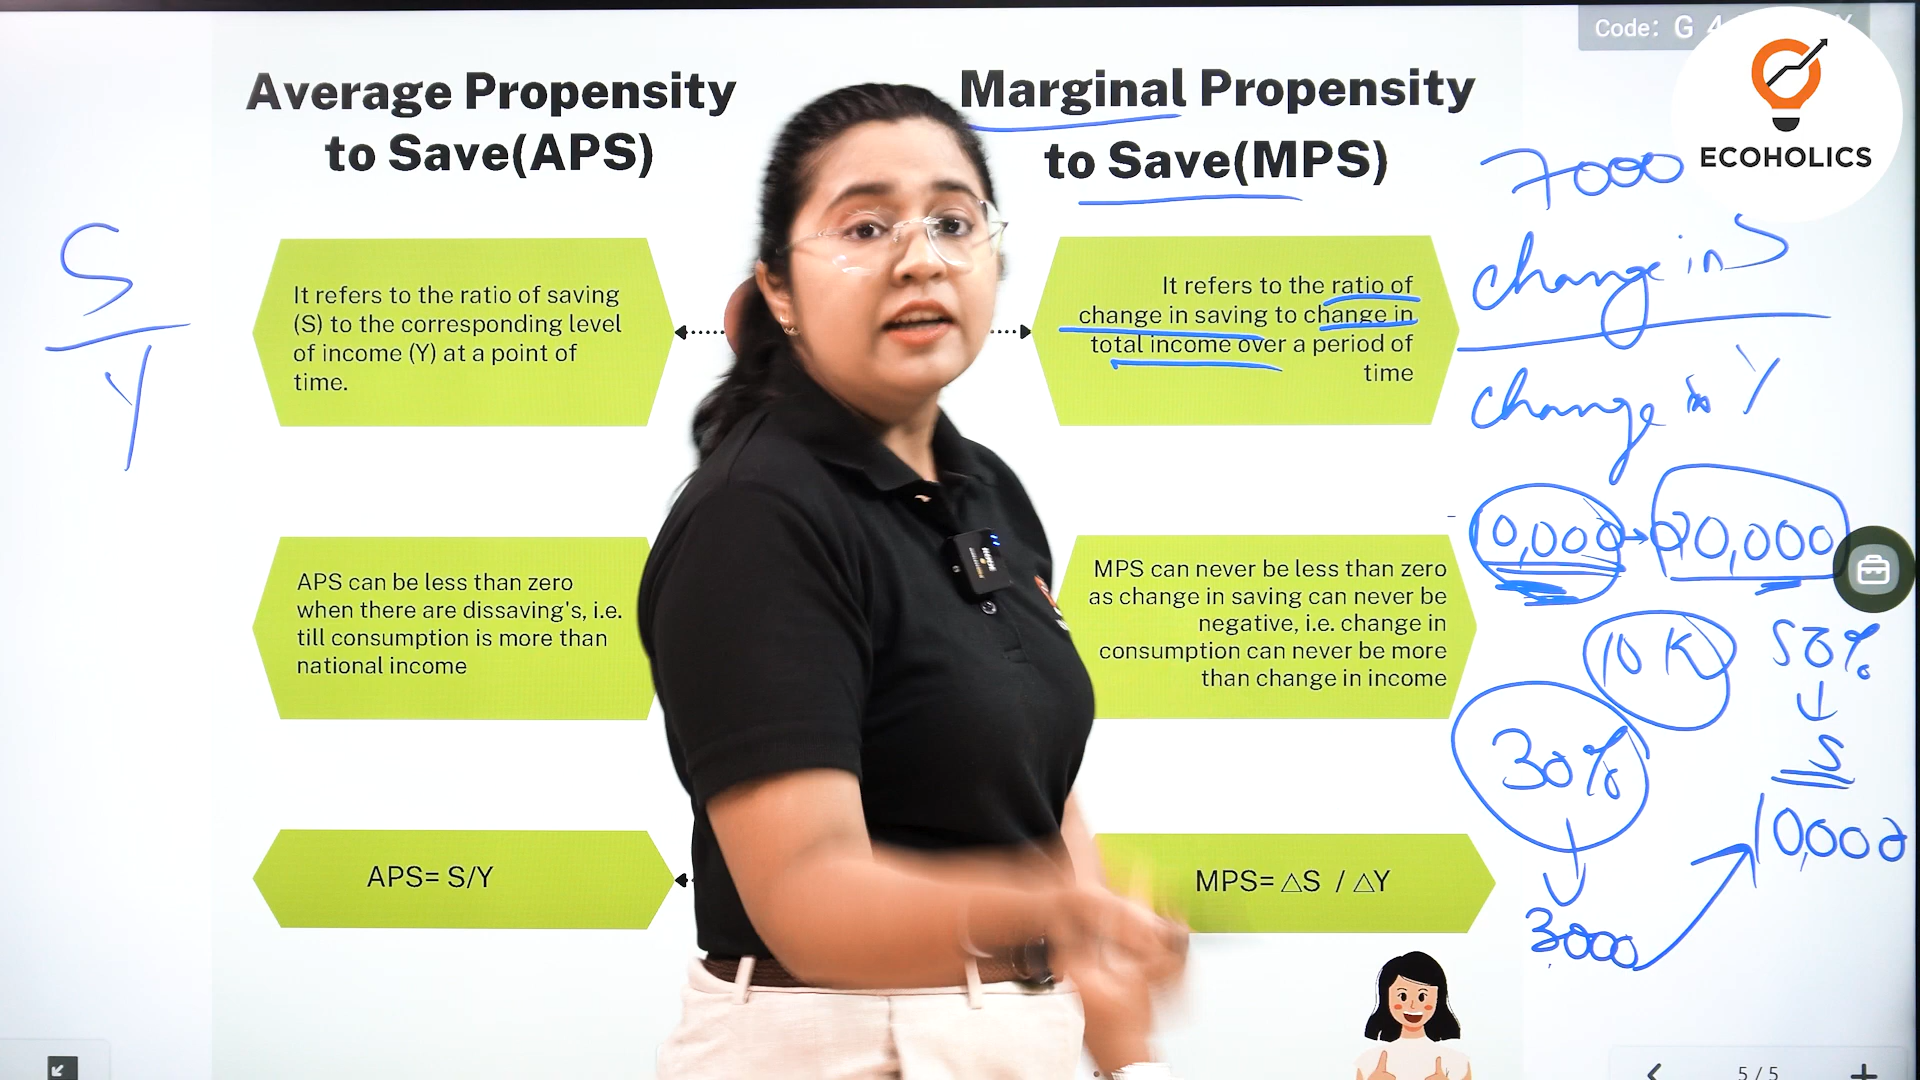 Code: G 4
ECOHOLICS
Average Propensity
to Save(APS)
Marginal Propensity
to Save(MPS)
S
Y
It refers to the ratio of saving
(S) to the corresponding level
of income (Y) at a point of
time.
It refers to the ratio of
change in saving to change in
total income over a period of
time
7000
change in S
change in Y
APS can be less than zero
when there are dissaving's, i.e.
till consumption is more than
national income
MPS can never be less than zero
as change in saving can never be
negative, i.e. change in
consumption can never be more
than change in income
10,000 → 20,000
10 K
50%
↓
S
30%
10,000
3000
APS= S/Y
MPS= △S / △Y
5 / 5